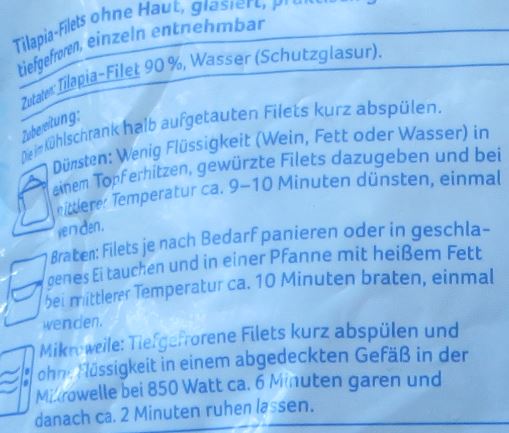 Tilapia-Filets ohne Haut, glasiert,
tiefgefroren, einzeln entnehmbar
Zutaten: Tilapia-Filet 90 %, Wasser (Schutzglasur).
Zubereitung:
Die im Kühlschrank halb aufgetauten Filets kurz abspülen.
Dünsten: Wenig Flüssigkeit (Wein, Fett oder Wasser) in
einem Topf erhitzen, gewürzte Filets dazugeben und bei
mittlerer Temperatur ca. 9–10 Minuten dünsten, einmal
wenden.
Braten: Filets je nach Bedarf panieren oder in geschla-
genes Ei tauchen und in einer Pfanne mit heißem Fett
bei mittlerer Temperatur ca. 10 Minuten braten, einmal
wenden.
Mikrowelle: Tiefgefrorene Filets kurz abspülen und
ohne Flüssigkeit in einem abgedeckten Gefäß in der
Mikrowelle bei 850 Watt ca. 6 Minuten garen und
danach ca. 2 Minuten ruhen lassen.